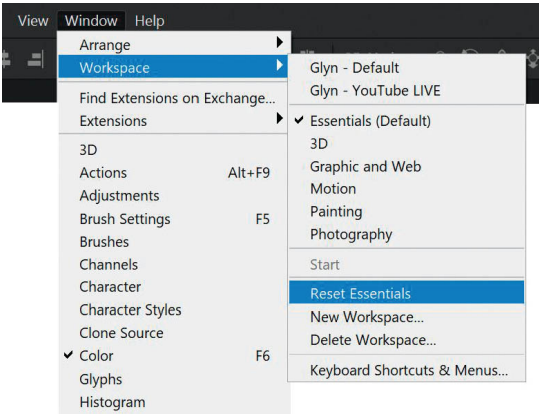 View Window Help
Arrange
Workspace
Find Extensions on Exchange...
Extensions
3D
Actions Alt+F9
Adjustments
Brush Settings F5
Brushes
Channels
Character
Character Styles
Clone Source
Color F6
Glyphs
Histogram
Glyn - Default
Glyn - YouTube LIVE
Essentials (Default)
3D
Graphic and Web
Motion
Painting
Photography
Start
Reset Essentials
New Workspace...
Delete Workspace...
Keyboard Shortcuts & Menus...